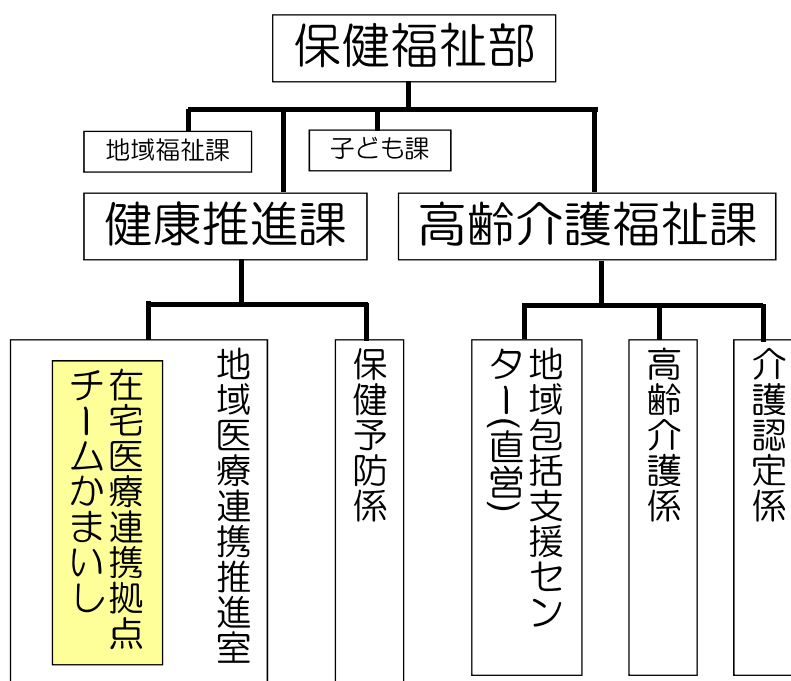 保健福祉部
地域福祉課
子ども課
健康推進課
高齢介護福祉課
地域医療連携推進室
在宅医療連携拠点
チームかまいし
保健予防係
地域包括支援セン
ター(直営)
高齢介護係
介護認定係